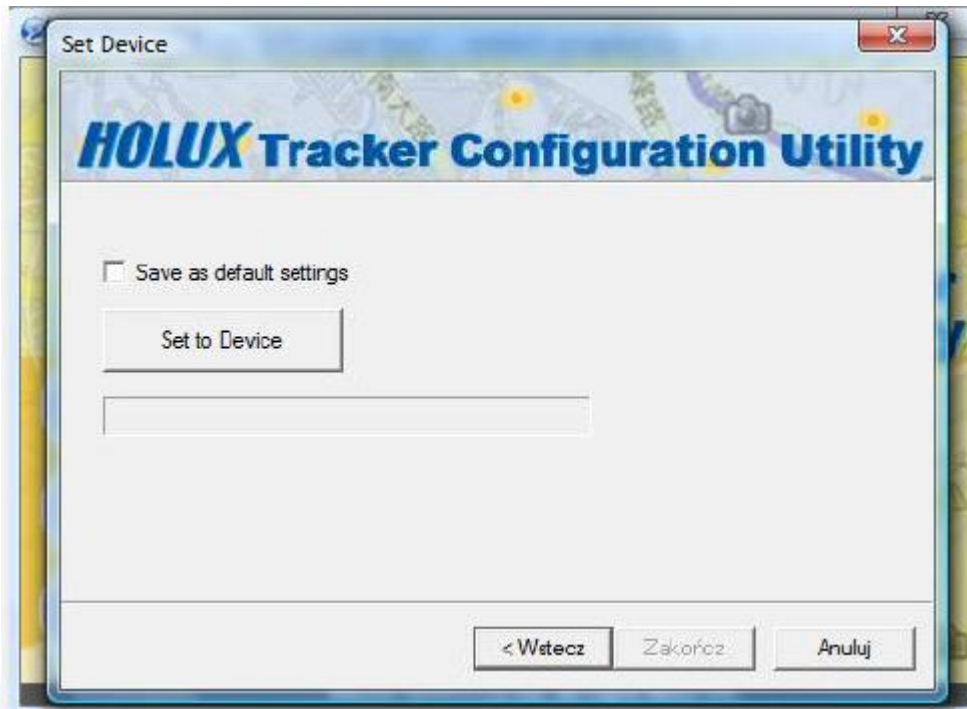 Set Device
HOLUX Tracker Configuration Utility
Save as default settings
Set to Device
< Wstecz Zakończ Anuluj